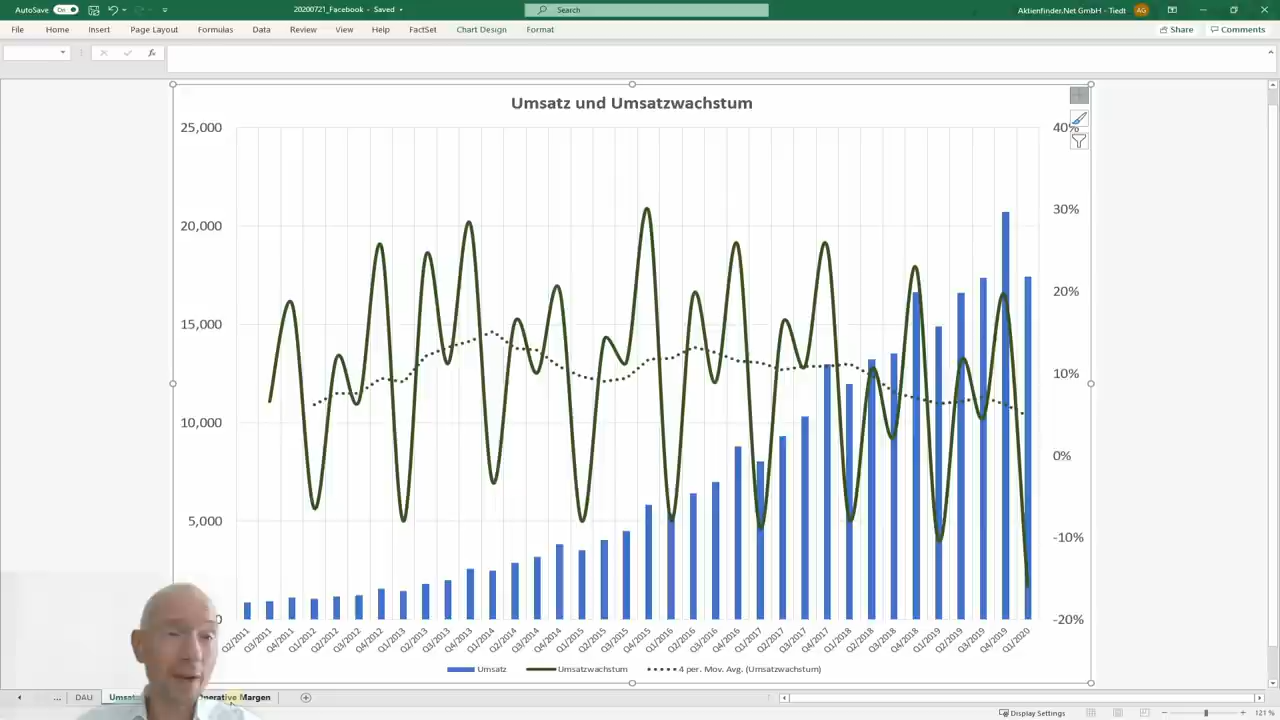 AutoSave On
20200721_Facebook - Saved
Search
Aktienfinder.Net GmbH - Tiedt AG
File Home Insert Page Layout Formulas Data Review View Help FactSet Chart Design Format
Share Comments
fx
Umsatz und Umsatzwachstum
25,000
20,000
15,000
10,000
5,000
40%
30%
20%
10%
0%
-10%
-20%
Q2/2011 Q3/2011 Q4/2011 Q1/2012 Q2/2012 Q3/2012 Q4/2012 Q1/2013 Q2/2013 Q3/2013 Q4/2013 Q1/2014 Q2/2014 Q3/2014 Q4/2014 Q1/2015 Q2/2015 Q3/2015 Q4/2015 Q1/2016 Q2/2016 Q3/2016 Q4/2016 Q1/2017 Q2/2017 Q3/2017 Q4/2017 Q1/2018 Q2/2018 Q3/2018 Q4/2018 Q1/2019 Q2/2019 Q3/2019 Q4/2019 Q1/2020
Umsatz Umsatzwachstum 4 per. Mov. Avg. (Umsatzwachstum)
... DAU Margen
Display Settings 121 %